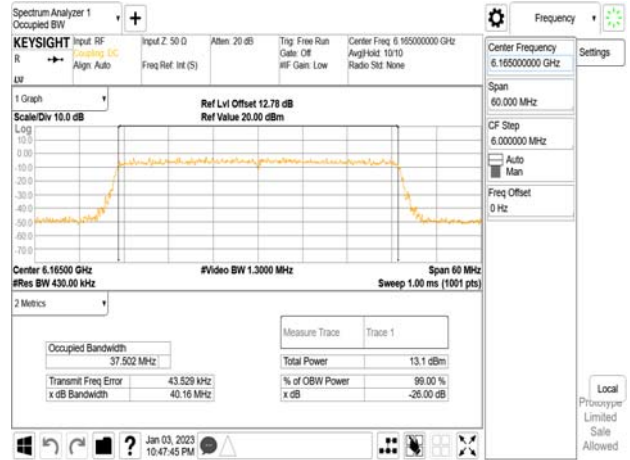 Spectrum Analyzer 1
Occupied BW
Frequency
KEYSIGHT
Input: RF
Coupling: DC
Align: Auto
Input Z: 50 Ω
Freq Ref: Int (S)
Atten: 20 dB
Trig: Free Run
Gate: Off
#IF Gain: Low
Center Freq: 6.165000000 GHz
Avg|Hold: 10/10
Radio Std: None
R
LXI
Center Frequency
6.165000000 GHz
Settings
Span
60.000 MHz
CF Step
6.000000 MHz
Auto
Man
Freq Offset
0 Hz
1 Graph
Scale/Div 10.0 dB
Ref Lvl Offset 12.78 dB
Ref Value 20.00 dBm
Log
10.0
0.00
-10.0
-20.0
-30.0
-40.0
-50.0
-60.0
-70.0
Center 6.16500 GHz
#Res BW 430.00 kHz
#Video BW 1.3000 MHz
Span 60 MHz
Sweep 1.00 ms (1001 pts)
2 Metrics
Measure Trace
Trace 1
Occupied Bandwidth
37.502 MHz
Total Power
13.1 dBm
Transmit Freq Error
43.529 kHz
% of OBW Power
99.00 %
x dB Bandwidth
40.16 MHz
x dB
-26.00 dB
Local
Prototype
Limited
Sale
Allowed
?
Jan 03, 2023
10:47:45 PM